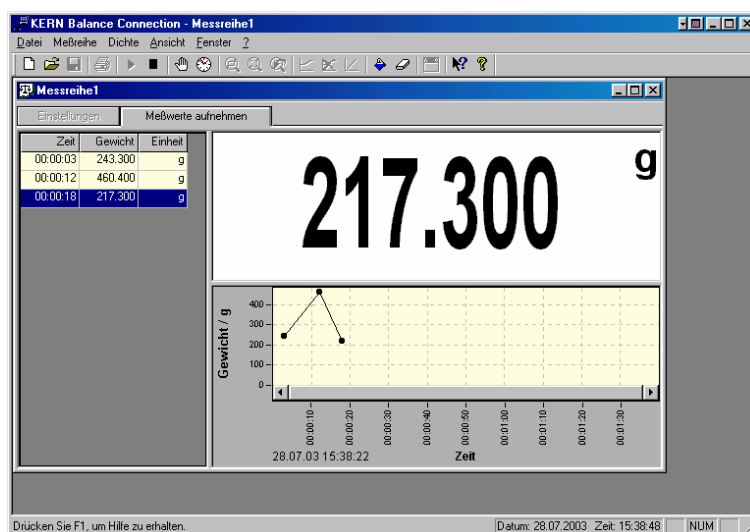 KERN Balance Connection - Messreihe1
Datei Meßreihe Dichte Ansicht Fenster ?
Messreihe1
Einstellungen Meßwerte aufnehmen
Zeit Gewicht Einheit
00:00:03 243.300 g
00:00:12 460.400 g
00:00:18 217.300 g
217.300 g
Gewicht / g
400
300
200
100
0
00:00:10 00:00:20 00:00:30 00:00:40 00:00:50 00:01:00 00:01:10 00:01:20 00:01:30
28.07.03 15:38:22 Zeit
Drücken Sie F1, um Hilfe zu erhalten. Datum: 28.07.2003 Zeit: 15:38:48 NUM